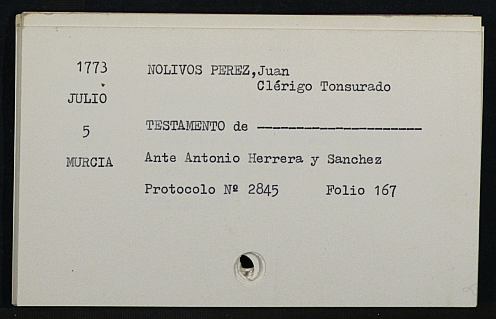 1773 NOLIVOS PEREZ, Juan
Clérigo Tonsurado
JULIO
5 TESTAMENTO de ---------------------
MURCIA Ante Antonio Herrera y Sanchez
Protocolo Nº 2845 Folio 167